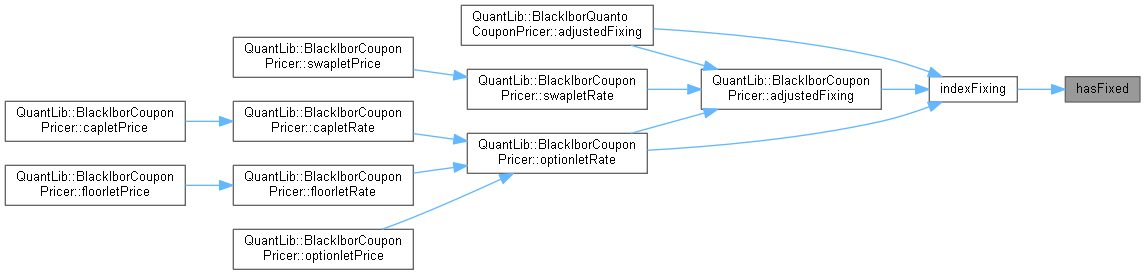 QuantLib::BlackIborQuanto
CouponPricer::adjustedFixing
QuantLib::BlackIborCoupon
Pricer::swapletPrice
QuantLib::BlackIborCoupon
Pricer::swapletRate
QuantLib::BlackIborCoupon
Pricer::adjustedFixing
indexFixing
hasFixed
QuantLib::BlackIborCoupon
Pricer::capletPrice
QuantLib::BlackIborCoupon
Pricer::capletRate
QuantLib::BlackIborCoupon
Pricer::optionletRate
QuantLib::BlackIborCoupon
Pricer::floorletPrice
QuantLib::BlackIborCoupon
Pricer::floorletRate
QuantLib::BlackIborCoupon
Pricer::optionletPrice